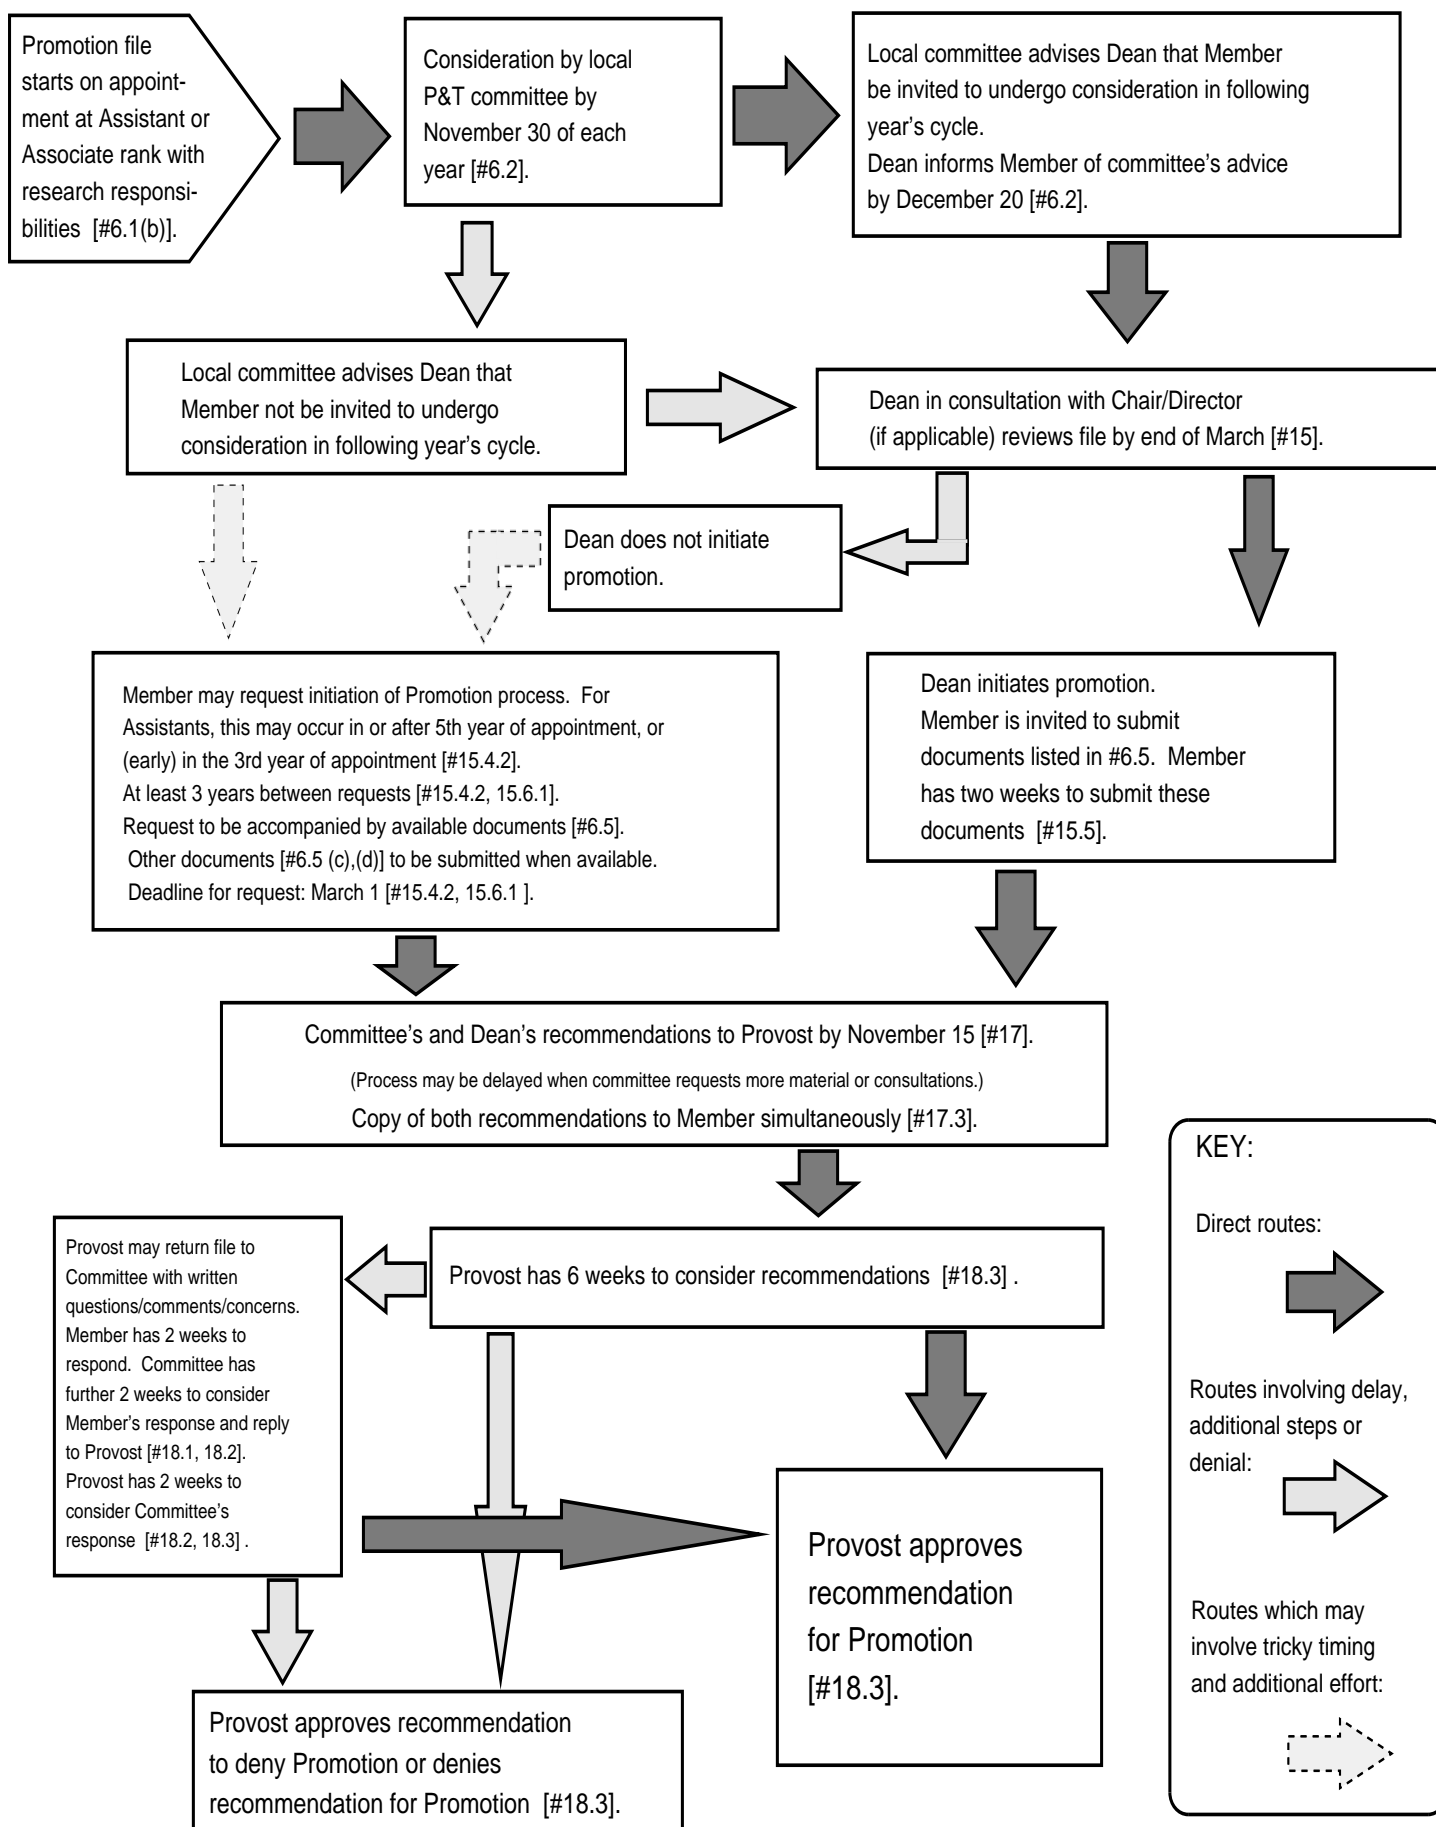 Promotion file
starts on appoint-
ment at Assistant or
Associate rank with
research responsi-
bilities  [#6.1(b)].
Consideration by local
P&T committee by
November 30 of each
year [#6.2].
Local committee advises Dean that Member
be invited to undergo consideration in following
year's cycle.
Dean informs Member of committee's advice
by December 20 [#6.2].
Local committee advises Dean that
Member not be invited to undergo
consideration in following year's cycle.
Dean in consultation with Chair/Director
(if applicable) reviews file by end of March [#15].
Dean does not initiate
promotion.
Member may request initiation of Promotion process.  For
Assistants, this may occur in or after 5th year of appointment, or
(early) in the 3rd year of appointment [#15.4.2].
At least 3 years between requests [#15.4.2, 15.6.1].
Request to be accompanied by available documents [#6.5].
Other documents [#6.5 (c),(d)] to be submitted when available.
Deadline for request: March 1 [#15.4.2, 15.6.1 ].
Dean initiates promotion.
Member is invited to submit
documents listed in #6.5.  Member
has two weeks to submit these
documents  [#15.5].
Committee's and Dean's recommendations to Provost by November 15 [#17].
(Process may be delayed when committee requests more material or consultations.)
Copy of both recommendations to Member simultaneously [#17.3].
Provost may return file to
Committee with written
questions/comments/concerns.
Member has 2 weeks to
respond.  Committee has
further 2 weeks to consider
Member's response and reply
to Provost [#18.1, 18.2].
Provost has 2 weeks to
consider Committee's
response  [#18.2, 18.3] .
Provost has 6 weeks to consider recommendations  [#18.3] .
Provost approves
recommendation
for Promotion
[#18.3].
Provost approves recommendation
to deny Promotion or denies
recommendation for Promotion  [#18.3].
KEY:
Direct routes:
Routes involving delay,
additional steps or
denial:
Routes which may
involve tricky timing
and additional effort: